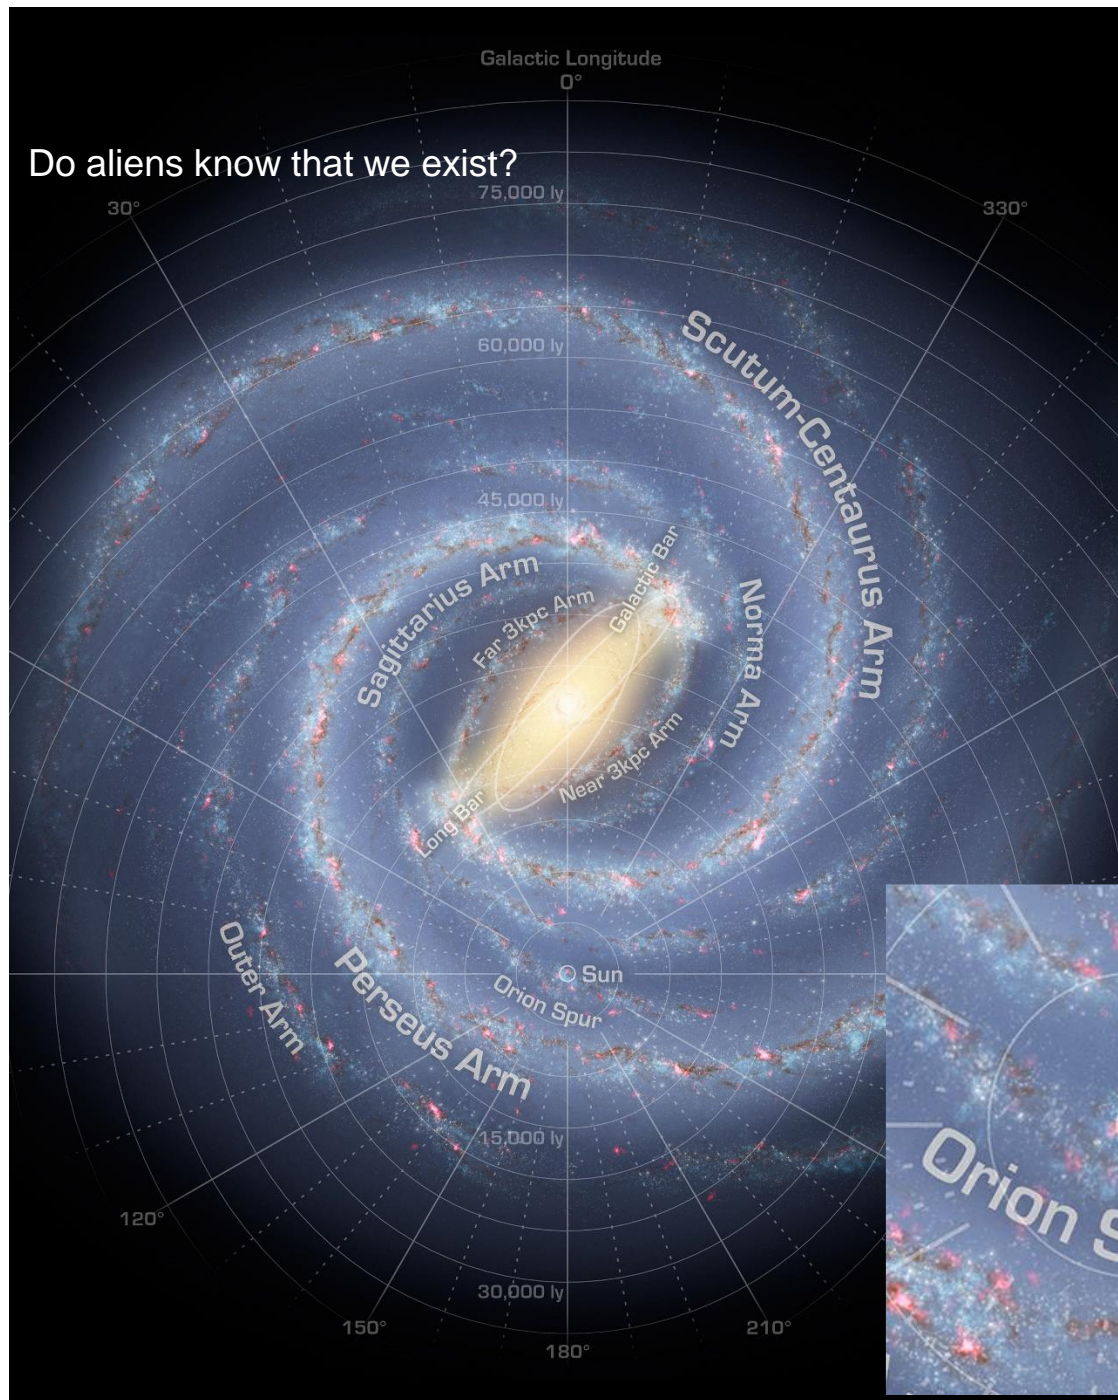 Galactic Longitude
0°
Do aliens know that we exist?
75,000 ly
30°
330°
60,000 ly
Scutum-Centaurus Arm
45,000 ly
Sagittarius Arm
Far 3kpc Arm
Galactic Bar
Norma Arm
Near 3kpc Arm
Long Bar
Outer Arm
Perseus Arm
Sun
Orion Spur
15,000 ly
Orion S
120°
30,000 ly
150°
210°
180°